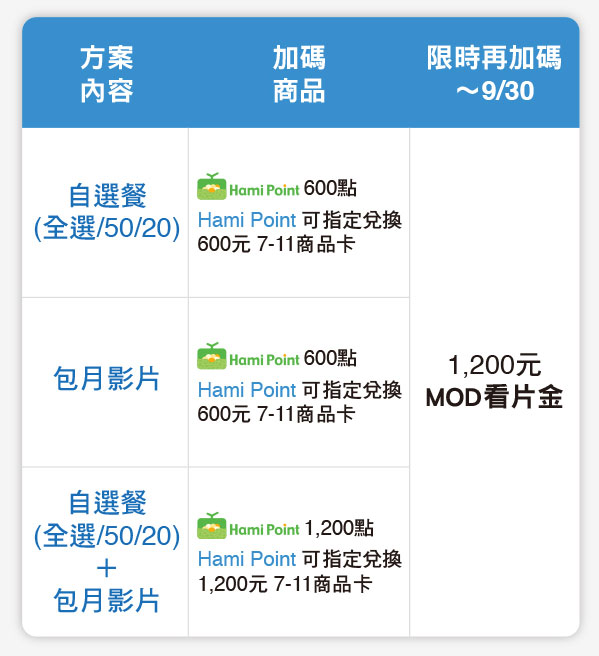 方案
內容
加碼
商品
限時再加碼
～9/30
自選餐
(全選/50/20)
Hami Point 600點
Hami Point 可指定兌換
600元 7-11商品卡
包月影片
Hami Point 600點
Hami Point 可指定兌換
600元 7-11商品卡
自選餐
(全選/50/20)
＋
包月影片
Hami Point 1,200點
Hami Point 可指定兌換
1,200元 7-11商品卡
1,200元
MOD看片金